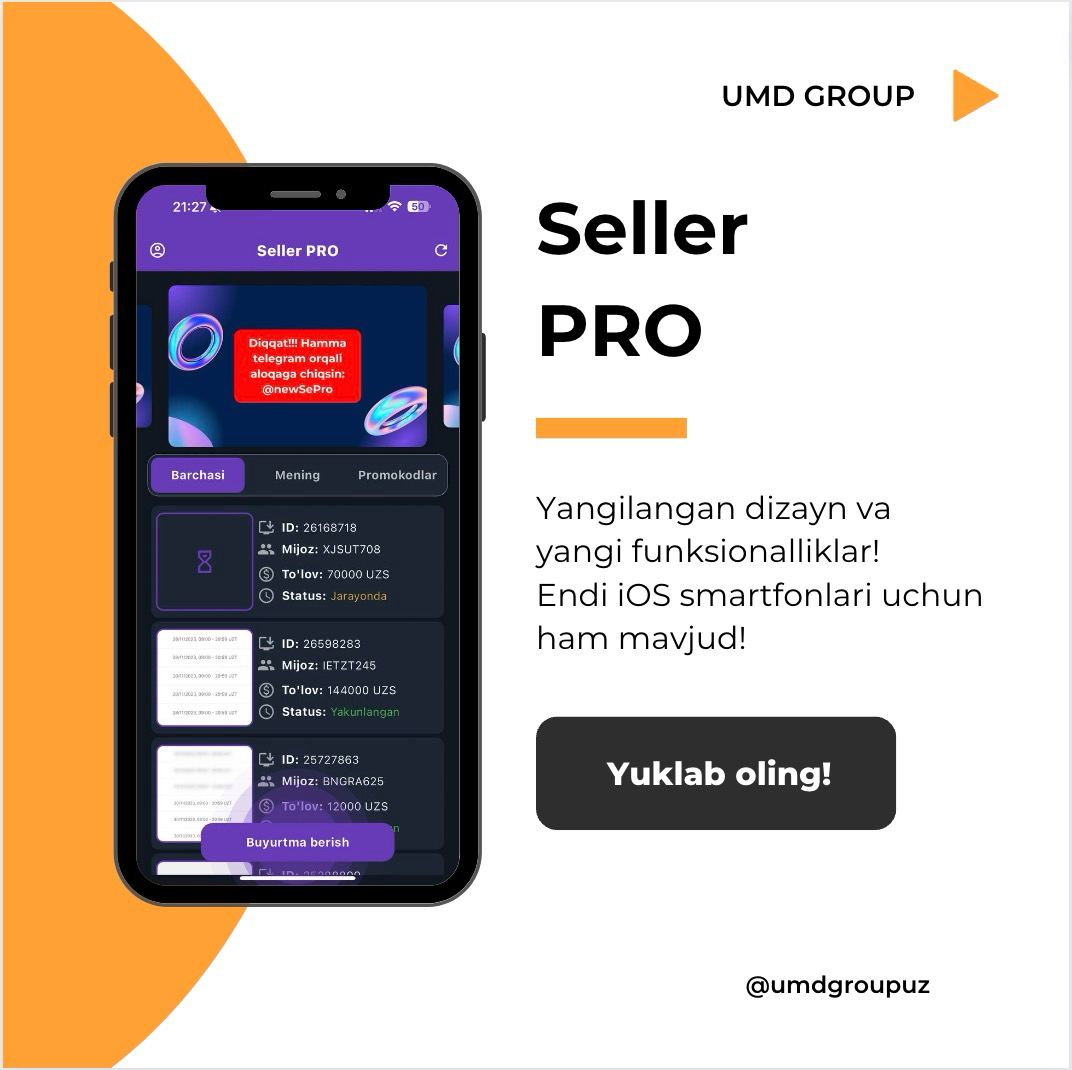 UMD GROUP
Seller
PRO
Yangilangan dizayn va
yangi funksionalliklar!
Endi iOS smartfonlari uchun
ham mavjud!
Yuklab oling!
@umdgroupuz
21:27
50
Seller PRO
Diqqat!!! Hamma
telegram orqali
aloqaga chiqsin:
@newSePro
Barchasi Mening Promokodlar
ID: 26168718
Mijoz: XJSUT708
To'lov: 70000 UZS
Status: Jarayonda
ID: 26598283
Mijoz: IETZT245
To'lov: 144000 UZS
Status: Yakunlangan
ID: 25727863
Mijoz: BNGRA625
To'lov: 12000 UZS
Buyurtma berish